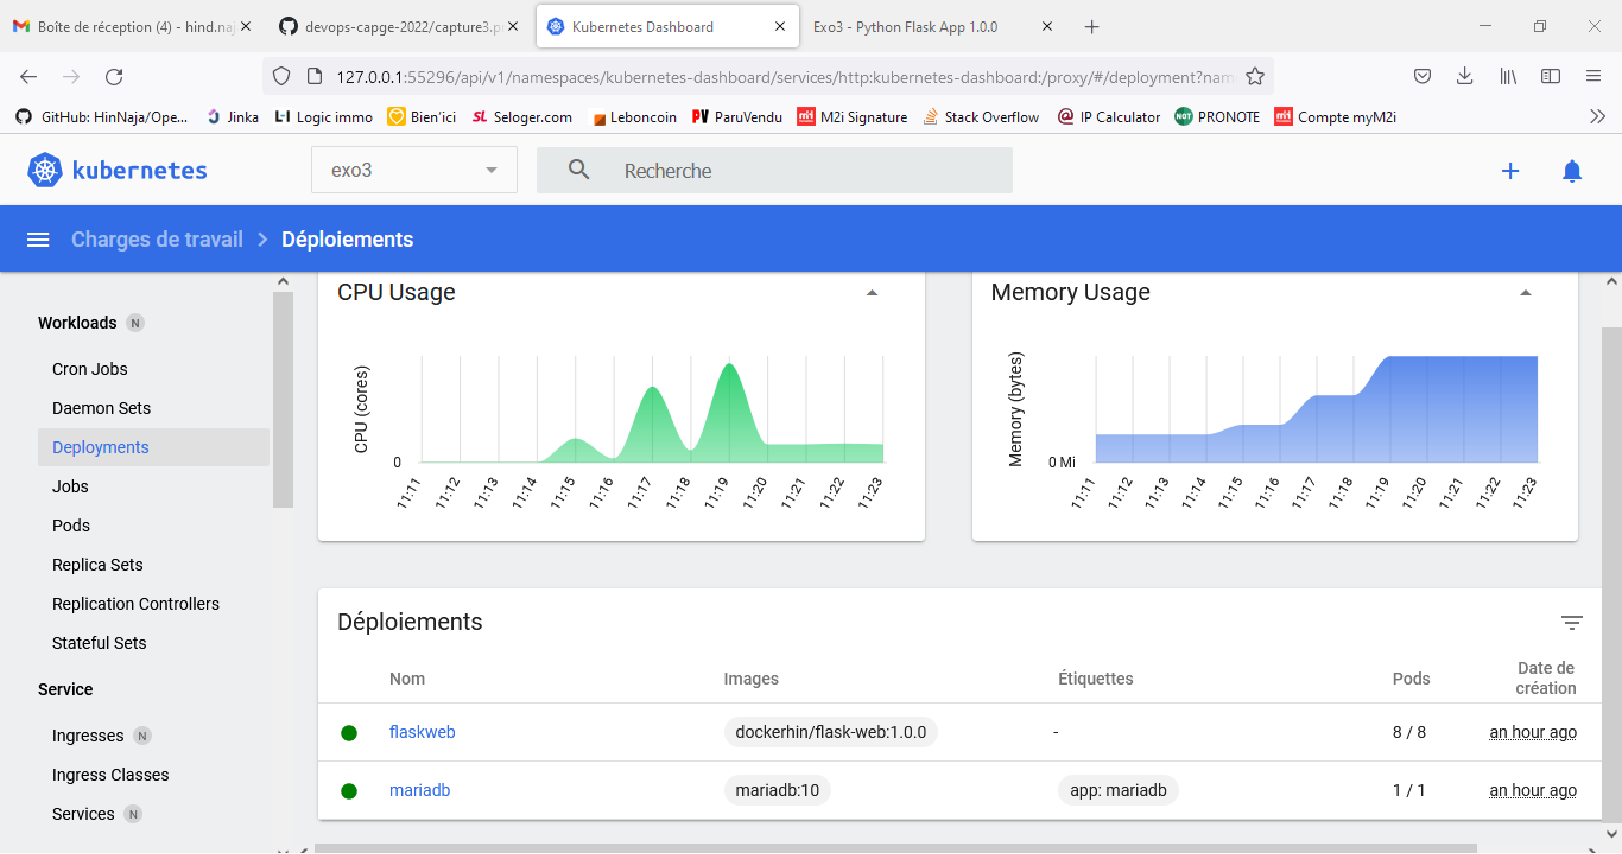 Boîte de réception (4) - hind.naj
devops-capge-2022/capture3.p
Kubernetes Dashboard
Exo3 - Python Flask App 1.0.0
127.0.0.1:55296/api/v1/namespaces/kubernetes-dashboard/services/http:kubernetes-dashboard:/proxy/#/deployment?nam
GitHub: HinNaja/Ope...
Jinka
Logic immo
Bien'ici
SL Seloger.com
Leboncoin
PV ParuVendu
M2i Signature
Stack Overflow
IP Calculator
PRONOTE
Compte myM2i
kubernetes
exo3
Recherche
Charges de travail > Déploiements
Workloads N
Cron Jobs
Daemon Sets
Deployments
Jobs
Pods
Replica Sets
Replication Controllers
Stateful Sets
Service
Ingresses N
Ingress Classes
Services N
CPU Usage
CPU (cores)
0
11:11 11:12 11:13 11:14 11:15 11:16 11:17 11:18 11:19 11:20 11:21 11:22 11:23
Memory Usage
Memory (bytes)
0 Mi
11:11 11:12 11:13 11:14 11:15 11:16 11:17 11:18 11:19 11:20 11:21 11:22 11:23
Déploiements
Nom Images Étiquettes Pods Date de
création
flaskweb dockerhin/flask-web:1.0.0 - 8 / 8 an hour ago
mariadb mariadb:10 app: mariadb 1 / 1 an hour ago